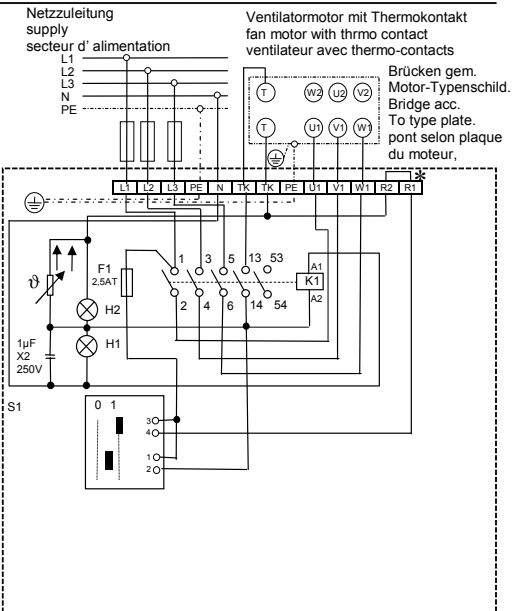 Netzzuleitung
supply
secteur d' alimentation
L1
L2
L3
N
PE
Ventilatormotor mit Thermokontakt
fan motor with thrmo contact
ventilateur avec thermo-contacts
Brücken gem.
Motor-Typenschild.
Bridge acc.
To type plate.
pont selon plaque
du moteur,
T W2 U2 V2
T U1 V1 W1
L1 L2 L3 PE N TK TK PE U1 V1 W1 R2 R1 *
ϑ
F1
2,5AT
1 3 5 13 53
2 4 6 14 54
A1
K1
A2
H2
H1
1µF
X2
250V
S1
0 1
3
4
1
2